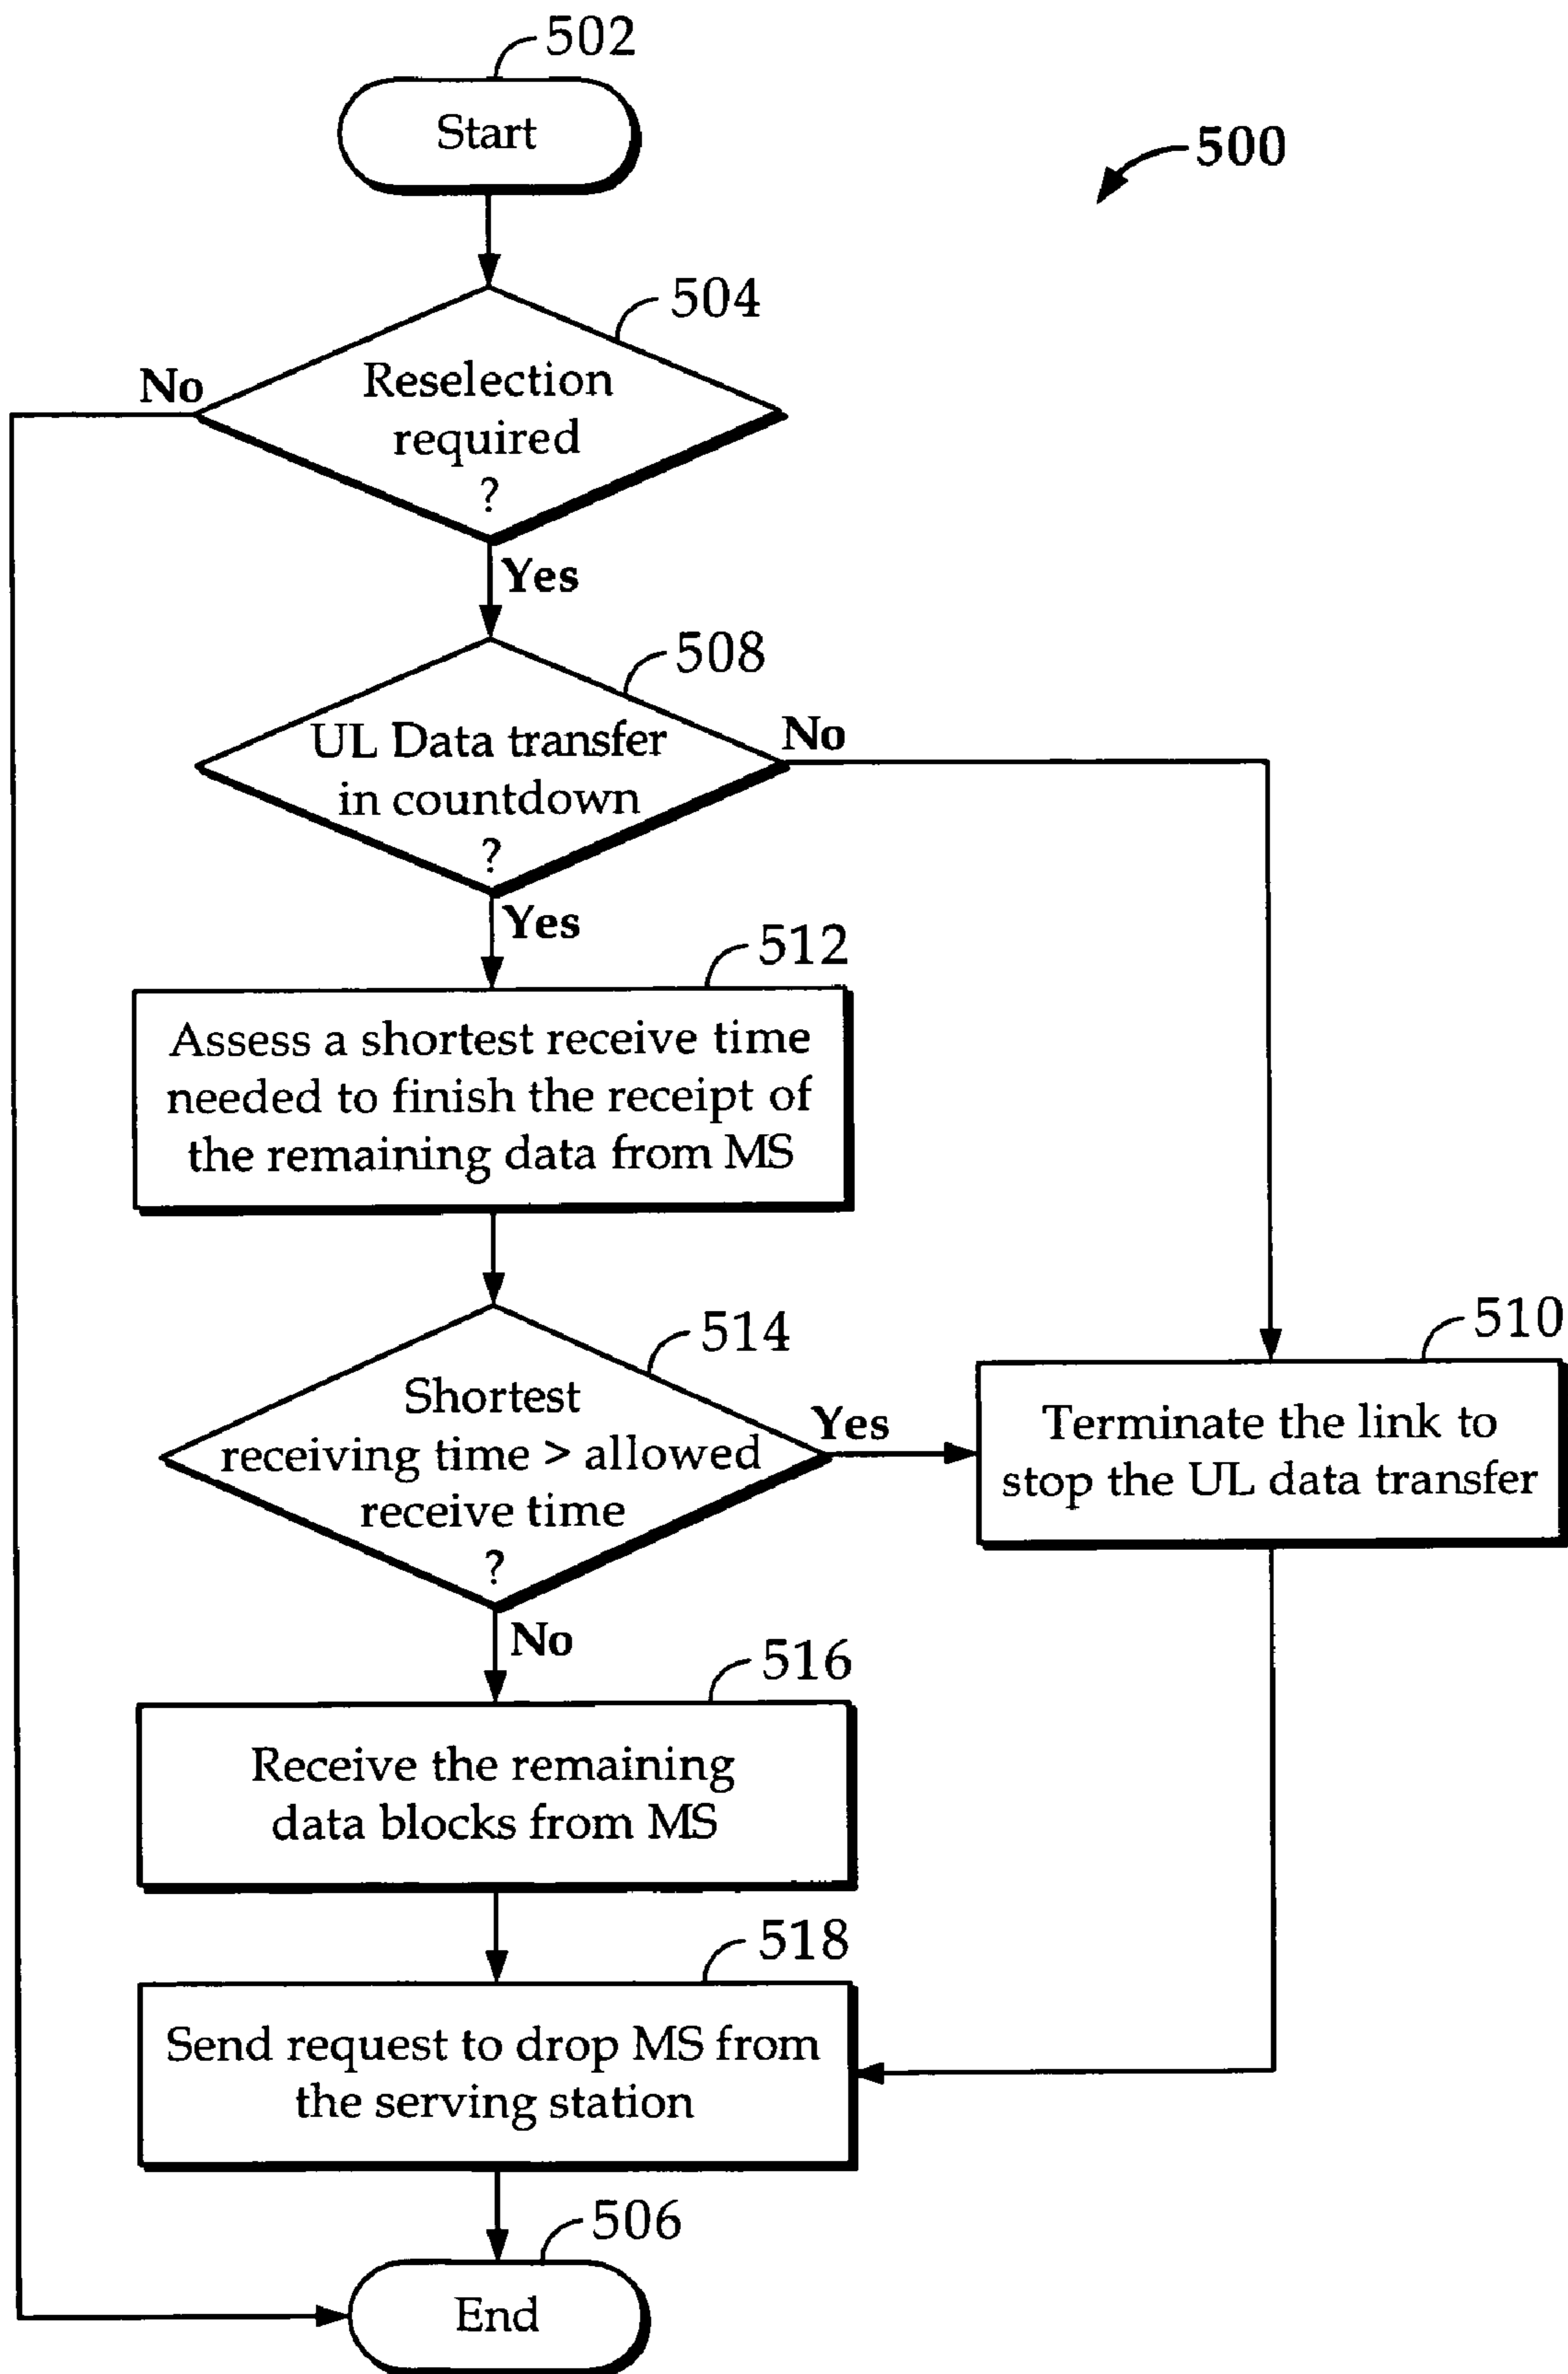 502
Start
500
504
No
Reselection
required
?
Yes
508
UL Data transfer
in countdown
?
No
Yes
512
Assess a shortest receive time
needed to finish the receipt of
the remaining data from MS
514
Shortest
receiving time > allowed
receive time
?
Yes
510
Terminate the link to
stop the UL data transfer
No
516
Receive the remaining
data blocks from MS
518
Send request to drop MS from
the serving station
506
End